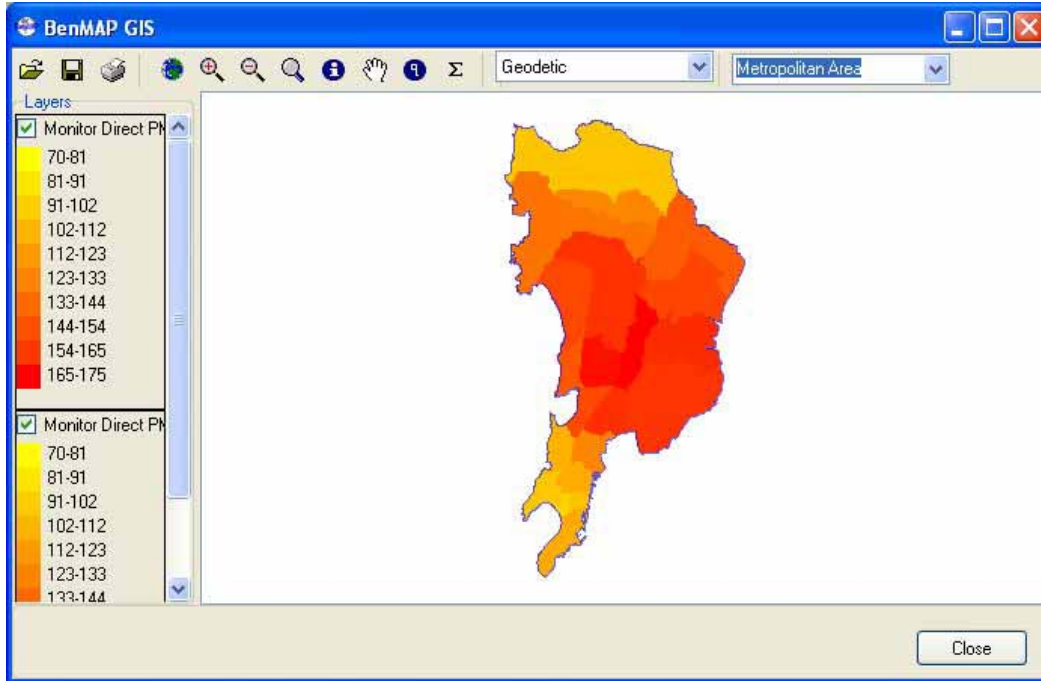 BenMAP GIS
Geodetic
Metropolitan Area
Layers
Monitor Direct PM
70-81
81-91
91-102
102-112
112-123
123-133
133-144
144-154
154-165
165-175
Monitor Direct PM
70-81
81-91
91-102
102-112
112-123
123-133
133-144
Close